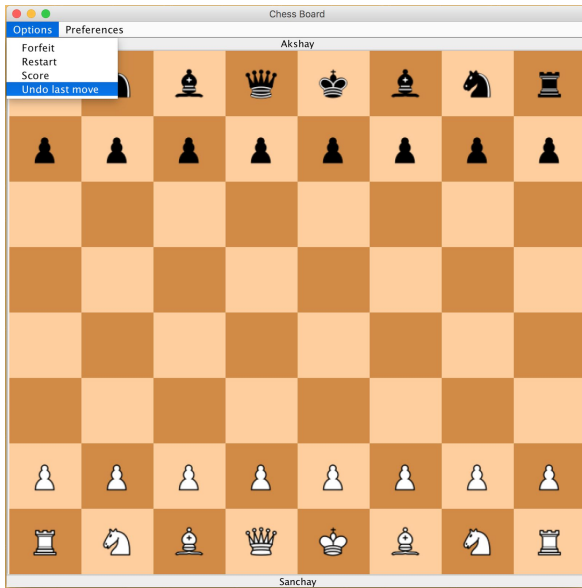 Chess Board
Options Preferences
Akshay
Forfeit
Restart
Score
Undo last move
Sanchay